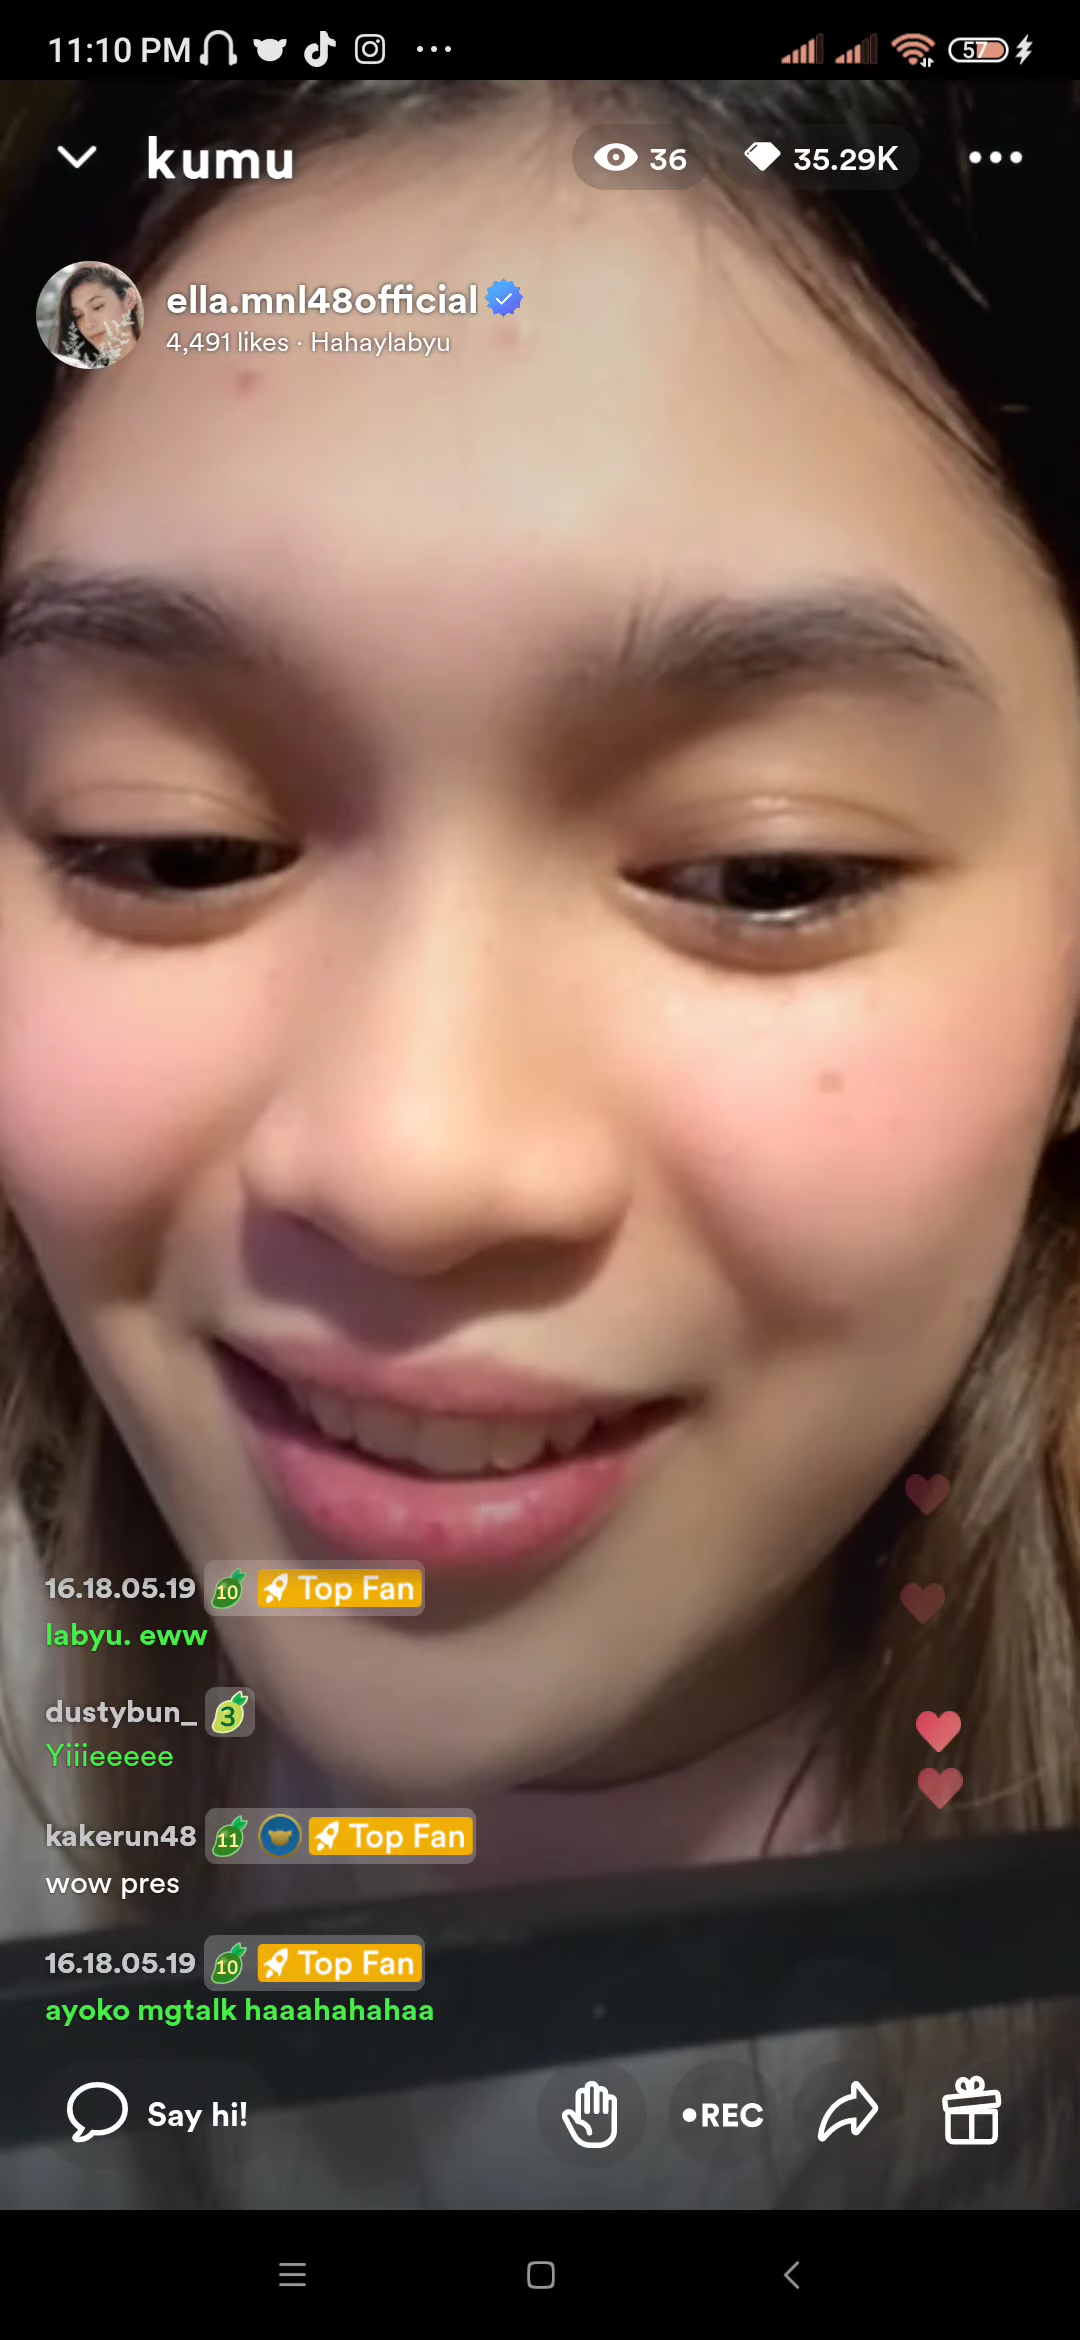 11:10 PM
57
kumu
36
35.29K
ella.mnl48official
4,491 likes · Hahaylabyu
16.18.05.19 10 Top Fan
labyu. eww
dustybun_ 3
Yiiieeeee
kakerun48 11 Top Fan
wow pres
16.18.05.19 10 Top Fan
ayoko mgtalk haaahahahaa
Say hi!
•REC